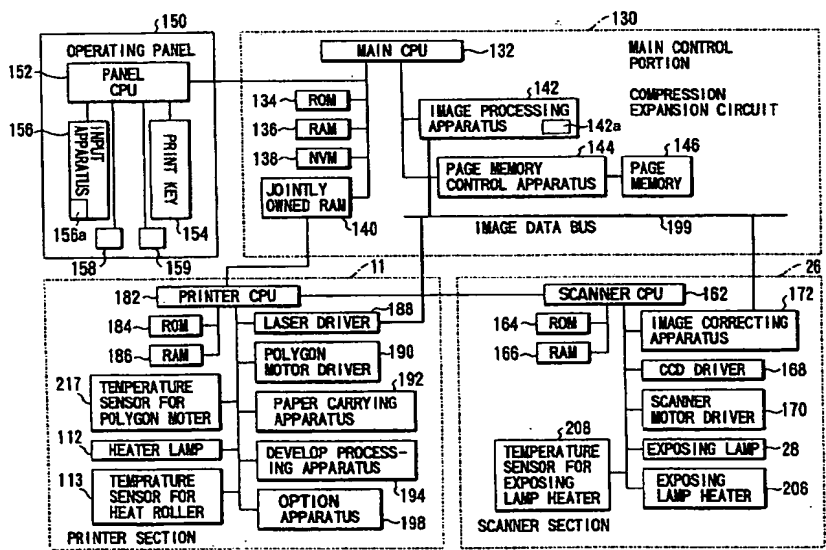 150
OPERATING PANEL
152
PANEL
CPU
156
INPUT
APPARATUS
156a
PRINT KEY
154
158
159
130
MAIN CPU
132
MAIN CONTROL
PORTION
COMPRESSION
EXPANSION CIRCUIT
134
ROM
136
RAM
138
NVM
JOINTLY
OWNED RAM
140
142
IMAGE PROCESSING
APPARATUS
142a
144
PAGE MEMORY
CONTROL APPARATUS
146
PAGE
MEMORY
IMAGE DATA BUS
199
11
182
PRINTER CPU
184
ROM
186
RAM
188
LASER DRIVER
190
POLYGON
MOTOR DRIVER
217
TEMPERATURE
SENSOR FOR
POLYGON MOTER
192
PAPER CARRYING
APPARATUS
112
HEATER LAMP
DEVELOP PROCESS-
ING APPARATUS
194
113
TEMPRATURE
SENSOR FOR
HEAT ROLLER
OPTION
APPARATUS
198
PRINTER SECTION
26
SCANNER CPU
162
164
ROM
166
RAM
172
IMAGE CORRECTING
APPARATUS
CCD DRIVER
168
SCANNER
MOTOR DRIVER
170
208
TEMPERATURE
SENSOR FOR
EXPOSING
LAMP HEATER
EXPOSING LAMP
28
EXPOSING
LAMP HEATER
206
SCANNER SECTION